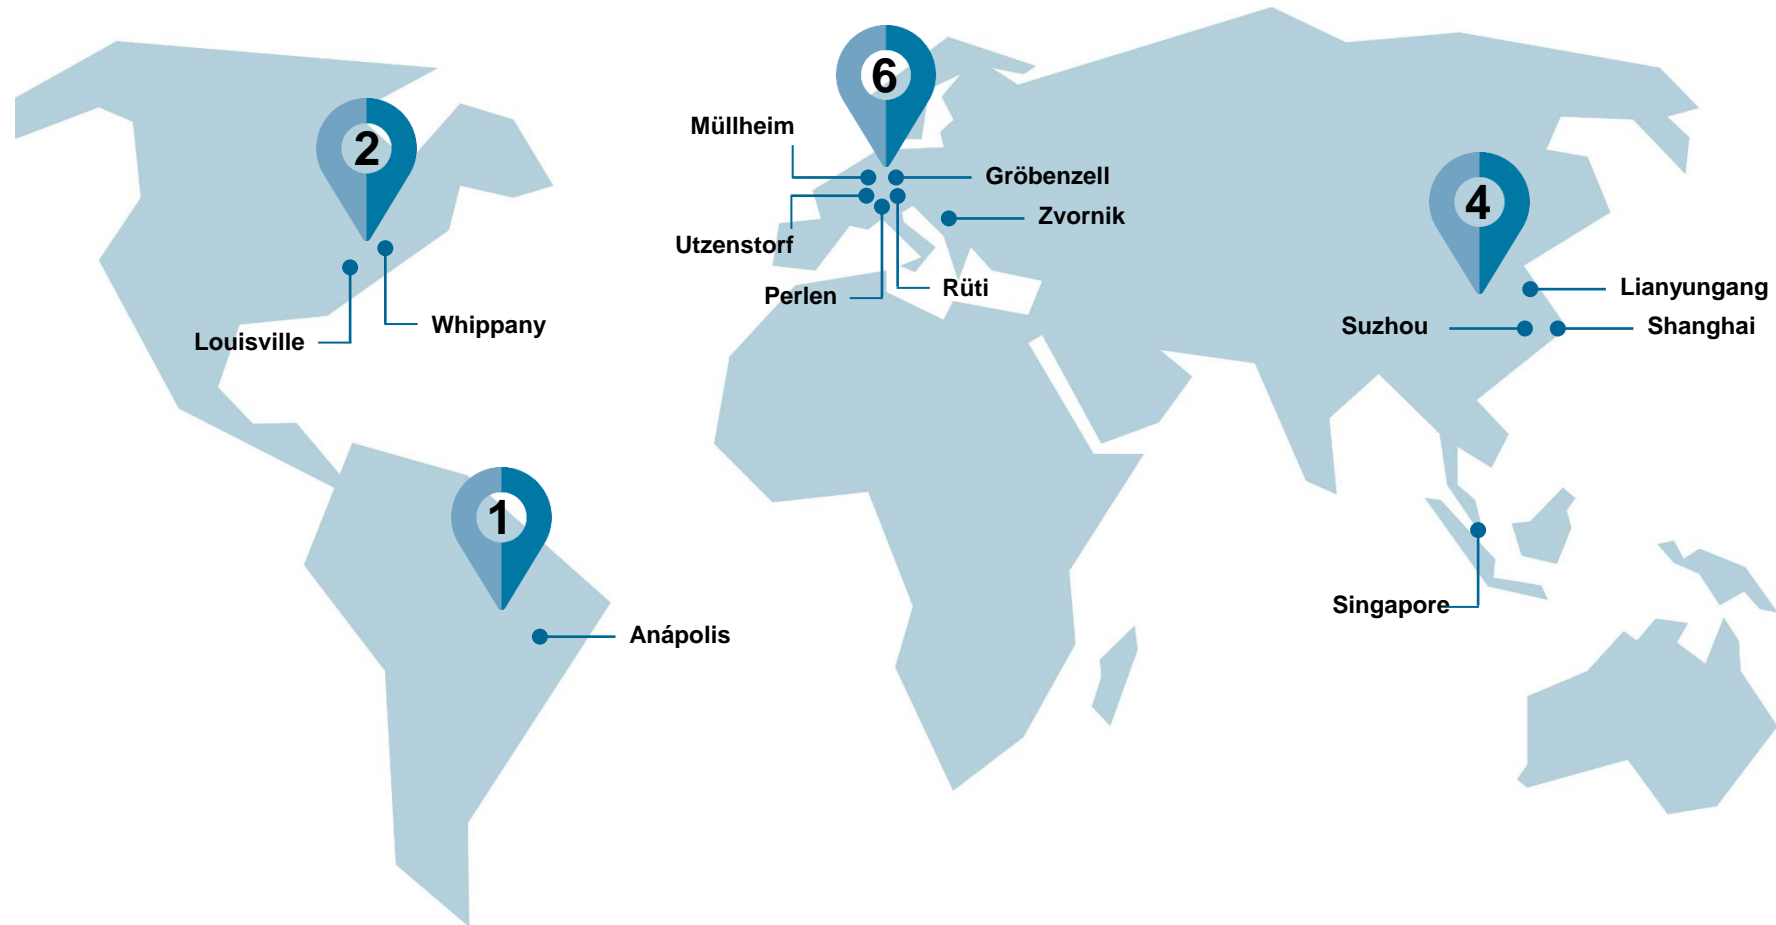 6
Müllheim
2
Gröbenzell
4
Zvornik
Utzenstorf
Perlen
Rüti
Lianyungang
Whippany
Suzhou
Shanghai
Louisville
1
Singapore
Anápolis